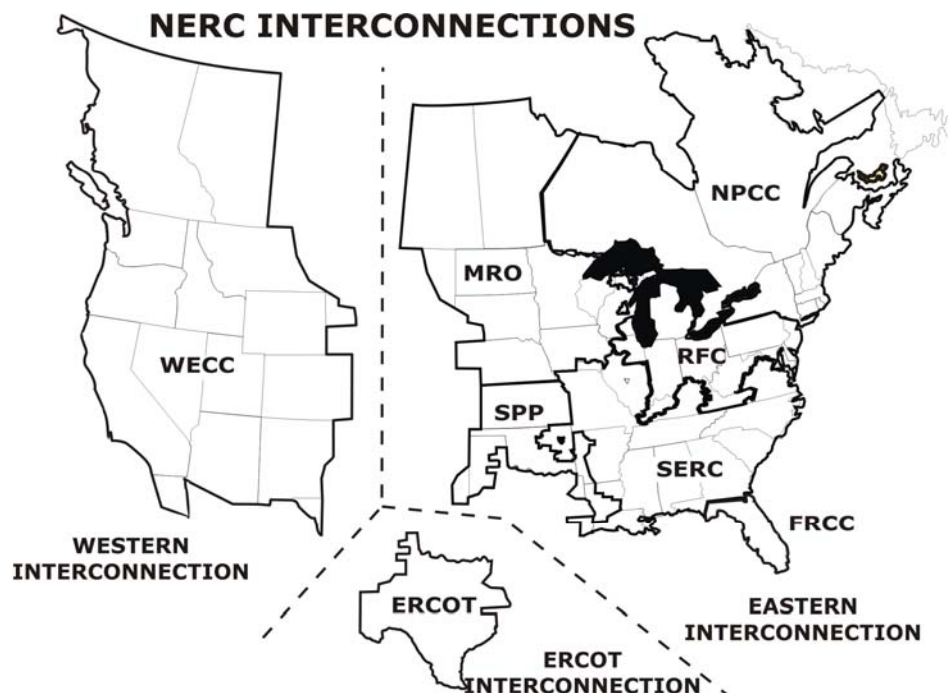 NERC INTERCONNECTIONS
NPCC
MRO
RFC
WECC
SPP
SERC
FRCC
WESTERN
INTERCONNECTION
ERCOT
EASTERN
INTERCONNECTION
ERCOT
INTERCONNECTION